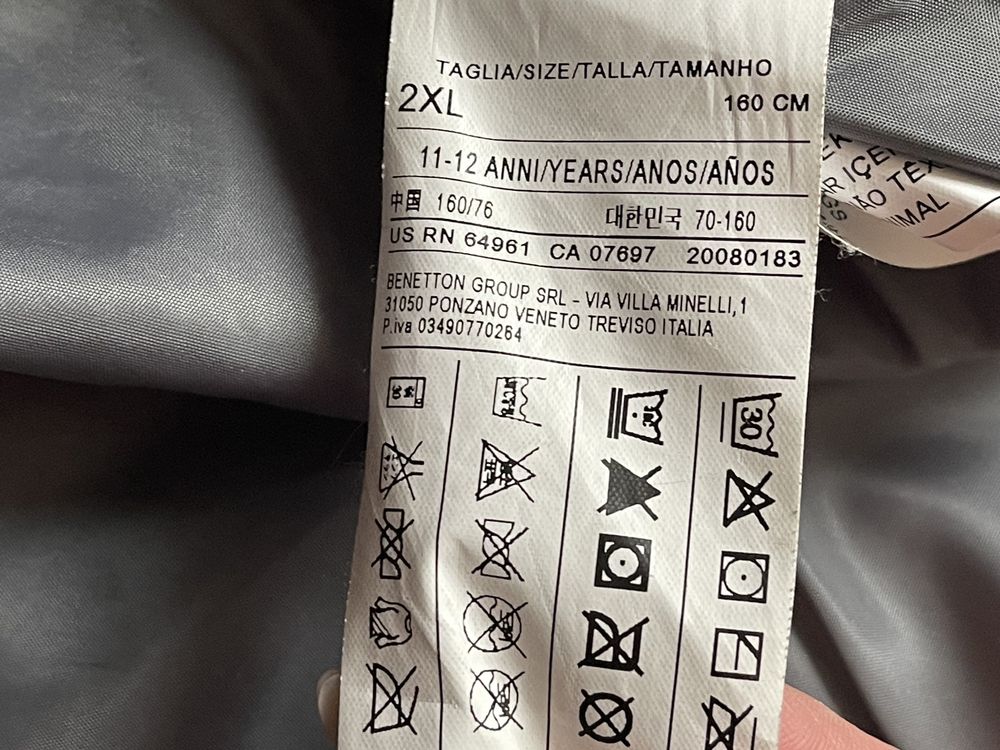 TAGLIA/SIZE/TALLA/TAMANHO
2XL 160 CM
11-12 ANNI/YEARS/ANOS/AÑOS
中国 160/76 대한민국 70-160
US RN 64961 CA 07697 20080183
BENETTON GROUP SRL - VIA VILLA MINELLI,1
31050 PONZANO VENETO TREVISO ITALIA
P.iva 03490770264
30
IMAL